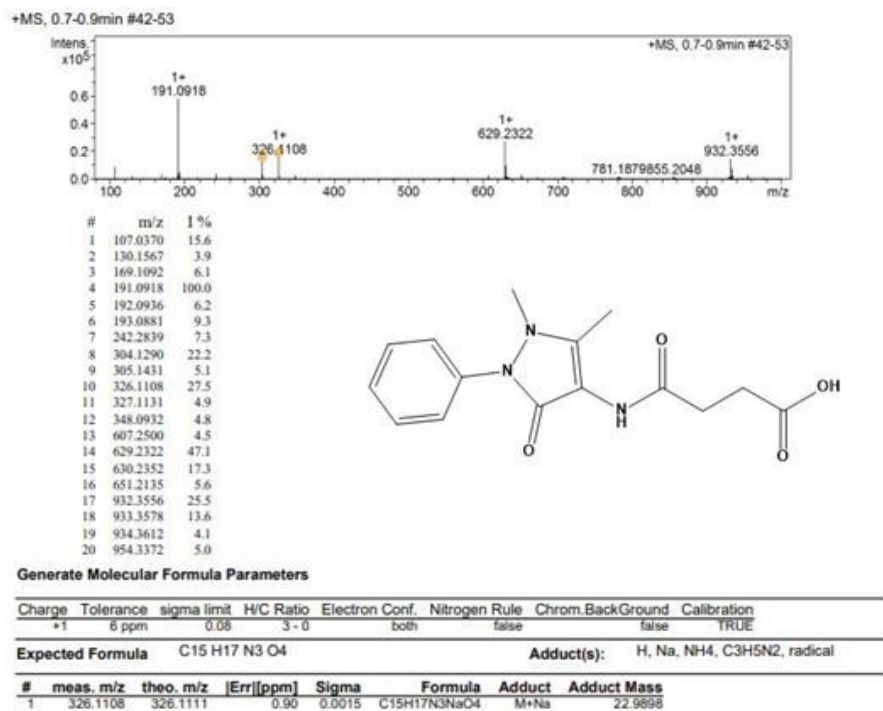 +MS, 0.7-0.9min #42-53
Intens.
x10⁵
+MS, 0.7-0.9min #42-53
1+
191.0918
1+
326.1108
1+
629.2322
1+
932.3556
781.1879855.2048
0.6
0.4
0.2
0.0
100 200 300 400 500 600 700 800 900 m/z
# m/z I %
1 107.0370 15.6
2 130.1567 3.9
3 169.1092 6.1
4 191.0918 100.0
5 192.0936 6.2
6 193.0881 9.3
7 242.2839 7.3
8 304.1290 22.2
9 305.1431 5.1
10 326.1108 27.5
11 327.1131 4.9
12 348.0932 4.8
13 607.2500 4.5
14 629.2322 47.1
15 630.2352 17.3
16 651.2135 5.6
17 932.3556 25.5
18 933.3578 13.6
19 934.3612 4.1
20 954.3372 5.0
N
N
O
N
H
O
OH
O
Generate Molecular Formula Parameters
Charge Tolerance sigma limit H/C Ratio Electron Conf. Nitrogen Rule Chrom.BackGround Calibration
+1 6 ppm 0.08 3 - 0 both false false TRUE
Expected Formula C15 H17 N3 O4 Adduct(s): H, Na, NH4, C3H5N2, radical
# meas. m/z theo. m/z |Err|[ppm] Sigma Formula Adduct Adduct Mass
1 326.1108 326.1111 0.90 0.0015 C15H17N3NaO4 M+Na 22.9898